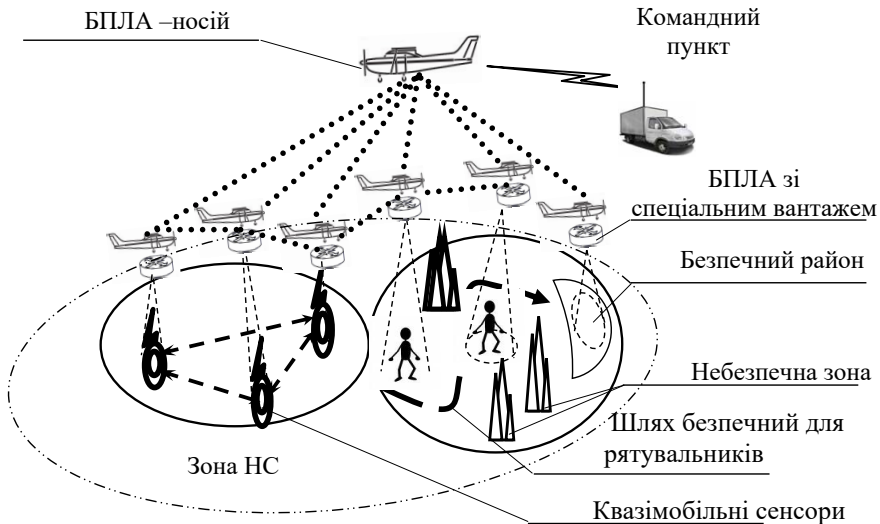 БПЛА –носій
Командний
пункт
БПЛА зі
спеціальним вантажем
Безпечний район
Небезпечна зона
Шлях безпечний для
рятувальників
Зона НС
Квазімобільні сенсори